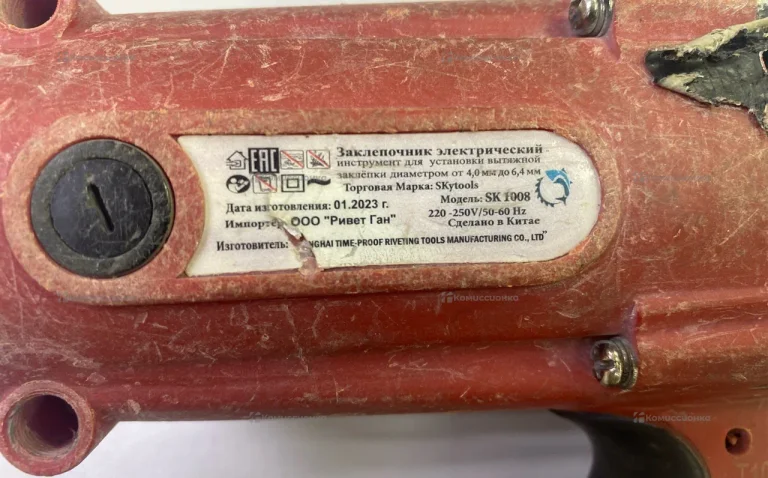 EAC
Заклепочник электрический
инструмент для установки вытяжной
заклёпки диаметром от 4,0 мм до 6,4 мм
Торговая Марка: SKytools
Модель: SK 1008
Дата изготовления: 01.2023 г.
220 -250V/50-60 Hz
Импортер: ООО "Ривет Ган"
Сделано в Китае
Изготовитель: NGHAI TIME-PROOF RIVETING TOOLS MANUFACTURING CO., LTD"
Комиссионка
Комиссионка